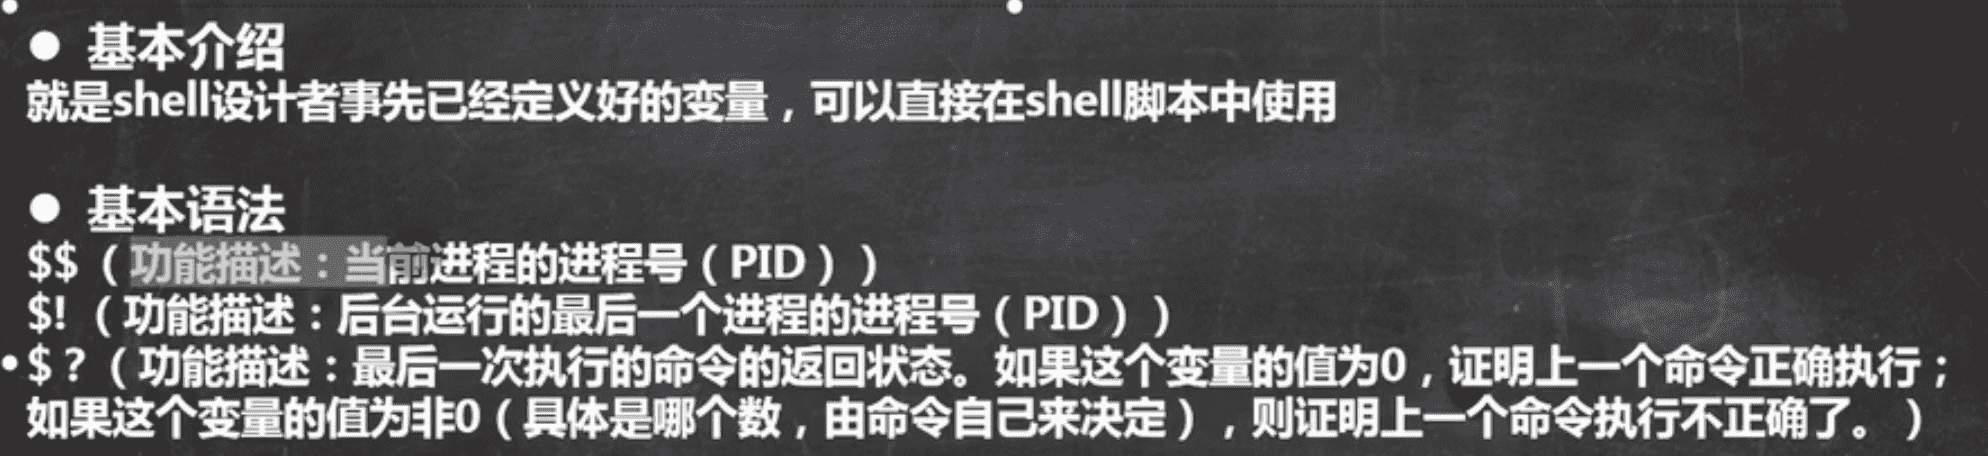 ● 基本介绍
就是shell设计者事先已经定义好的变量，可以直接在shell脚本中使用
● 基本语法
$$（功能描述：当前进程的进程号（PID））
$!（功能描述：后台运行的最后一个进程的进程号（PID））
$？（功能描述：最后一次执行的命令的返回状态。如果这个变量的值为0，证明上一个命令正确执行；
如果这个变量的值为非0（具体是哪个数，由命令自己来决定），则证明上一个命令执行不正确了。）